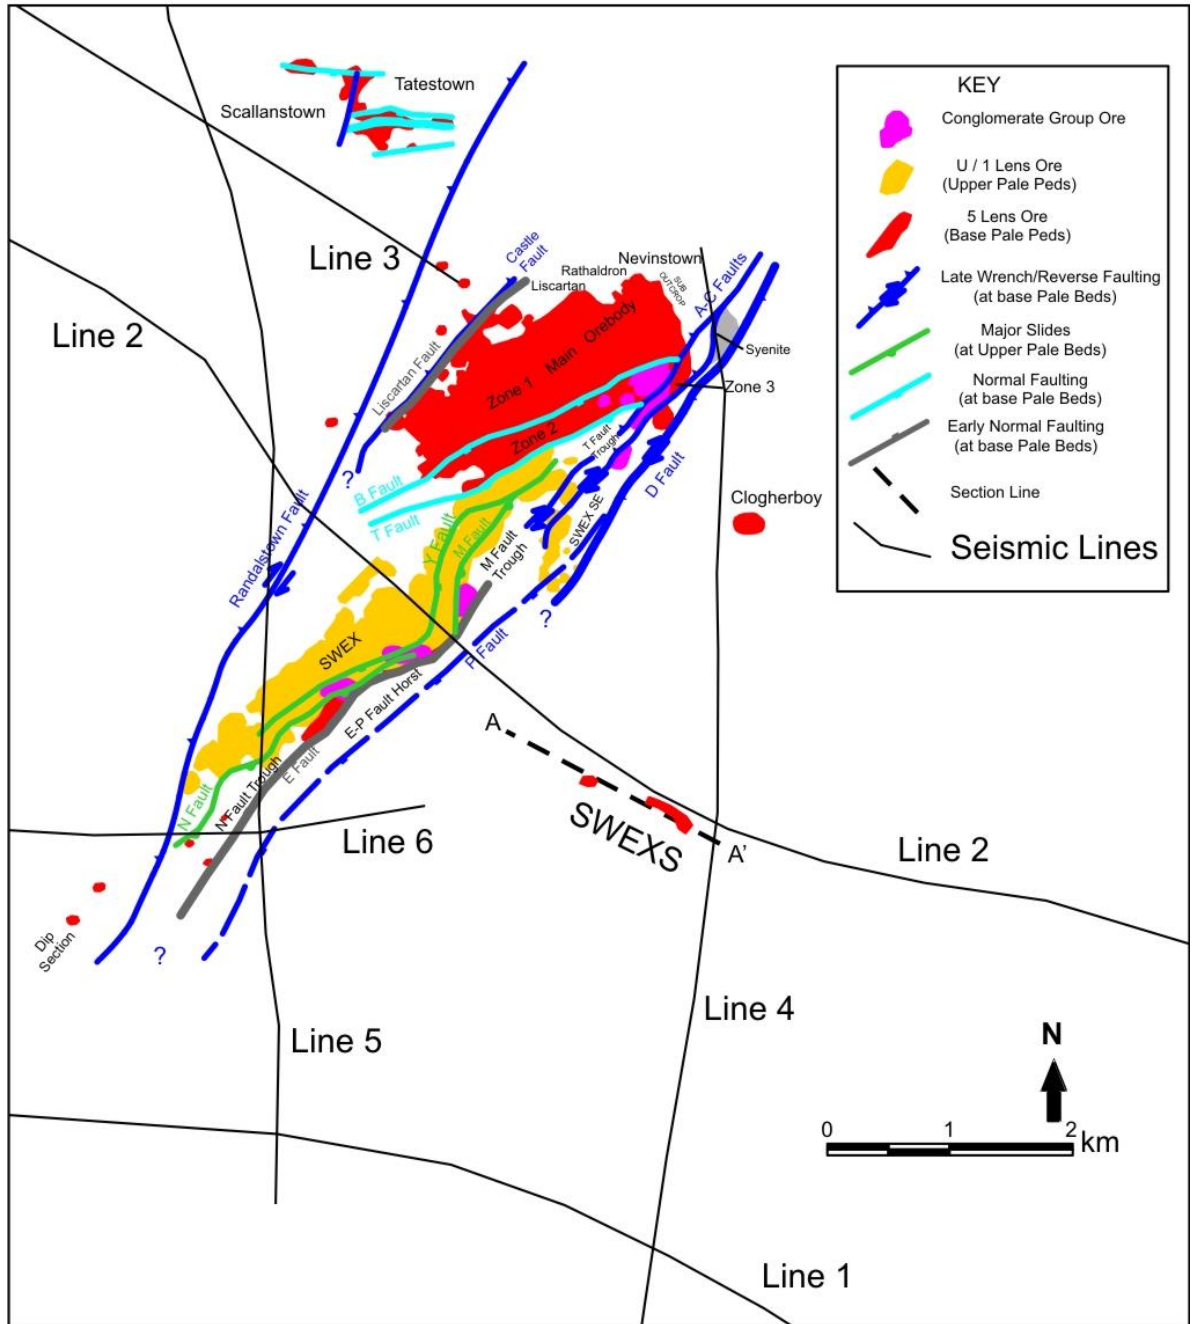 Tatestown
Scallanstown
KEY
Conglomerate Group Ore
U / 1 Lens Ore
(Upper Pale Peds)
5 Lens Ore
(Base Pale Peds)
Late Wrench/Reverse Faulting
(at base Pale Beds)
Major Slides
(at Upper Pale Beds)
Normal Faulting
(at base Pale Beds)
Early Normal Faulting
(at base Pale Beds)
Section Line
Seismic Lines
Line 3
Line 2
Castle
Fault
Nevinstown
Rathaldron
Liscartan
SUB
OUTCROP
A-C Faults
Syenite
Zone 3
Liscartan Fault
Zone 1 Main Orebody
Zone 2
T Fault
Trough
D Fault
?
B Fault
T Fault
Clogherboy
Randalstown Fault
Y Fault
M Fault
M Fault
Trough
SWEX SE
?
P Fault
SWEX
E-P Fault Horst
E Fault
N Fault Trough
N Fault
A
SWEXS
A'
Line 6
Line 2
Dip
Section
?
Line 5
Line 4
N
0 1 2
km
Line 1